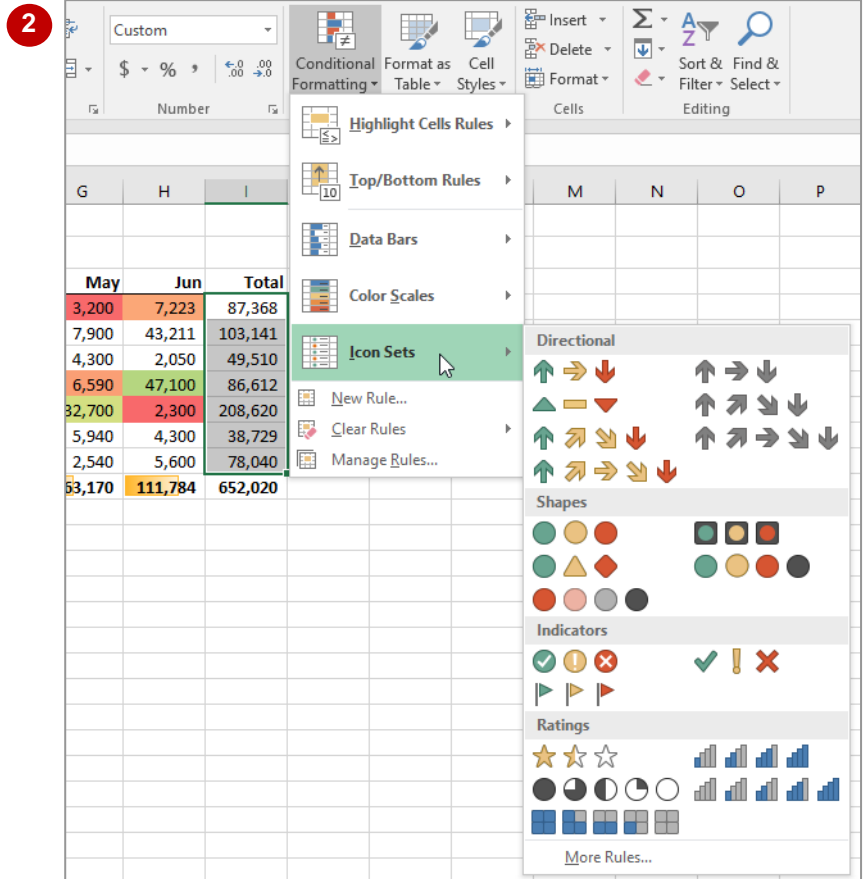 2
Custom
$ % ,
.0 .00
.00 .0
Number
Conditional
Formatting
Format as
Table
Cell
Styles
Insert
Delete
Format
Cells
Σ
A
Z
Sort &
Filter
Find &
Select
Editing
G H I M N O P
May Jun Total
3,200 7,223 87,368
7,900 43,211 103,141
4,300 2,050 49,510
6,590 47,100 86,612
32,700 2,300 208,620
5,940 4,300 38,729
2,540 5,600 78,040
63,170 111,784 652,020
Highlight Cells Rules
Top/Bottom Rules
10
Data Bars
Color Scales
Icon Sets
New Rule...
Clear Rules
Manage Rules...
Directional
Shapes
Indicators
Ratings
More Rules...